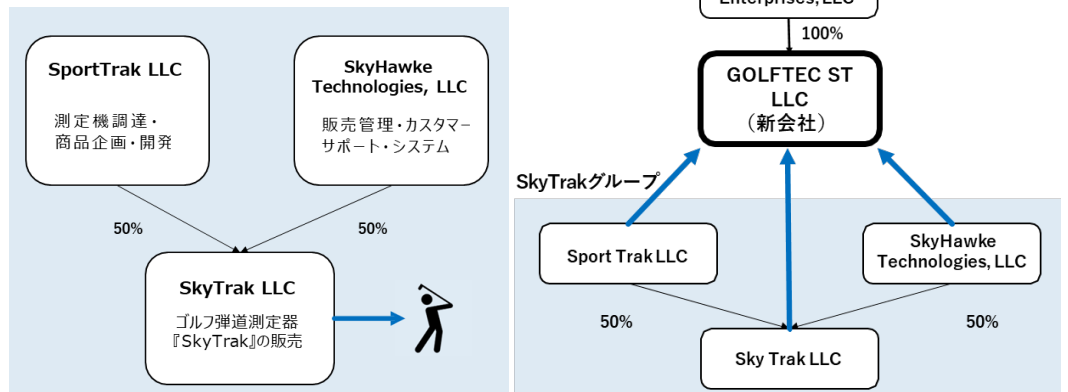 SportTrak LLC
測定機調達・
商品企画・開発
SkyHawke
Technologies, LLC
販売管理・カスタマー
サポート・システム
50%
50%
SkyTrak LLC
ゴルフ弾道測定器
『SkyTrak』の販売
Enterprises, LLC
100%
GOLFTEC ST
LLC
（新会社）
SkyTrakグループ
Sport Trak LLC
SkyHawke
Technologies, LLC
50%
50%
Sky Trak LLC